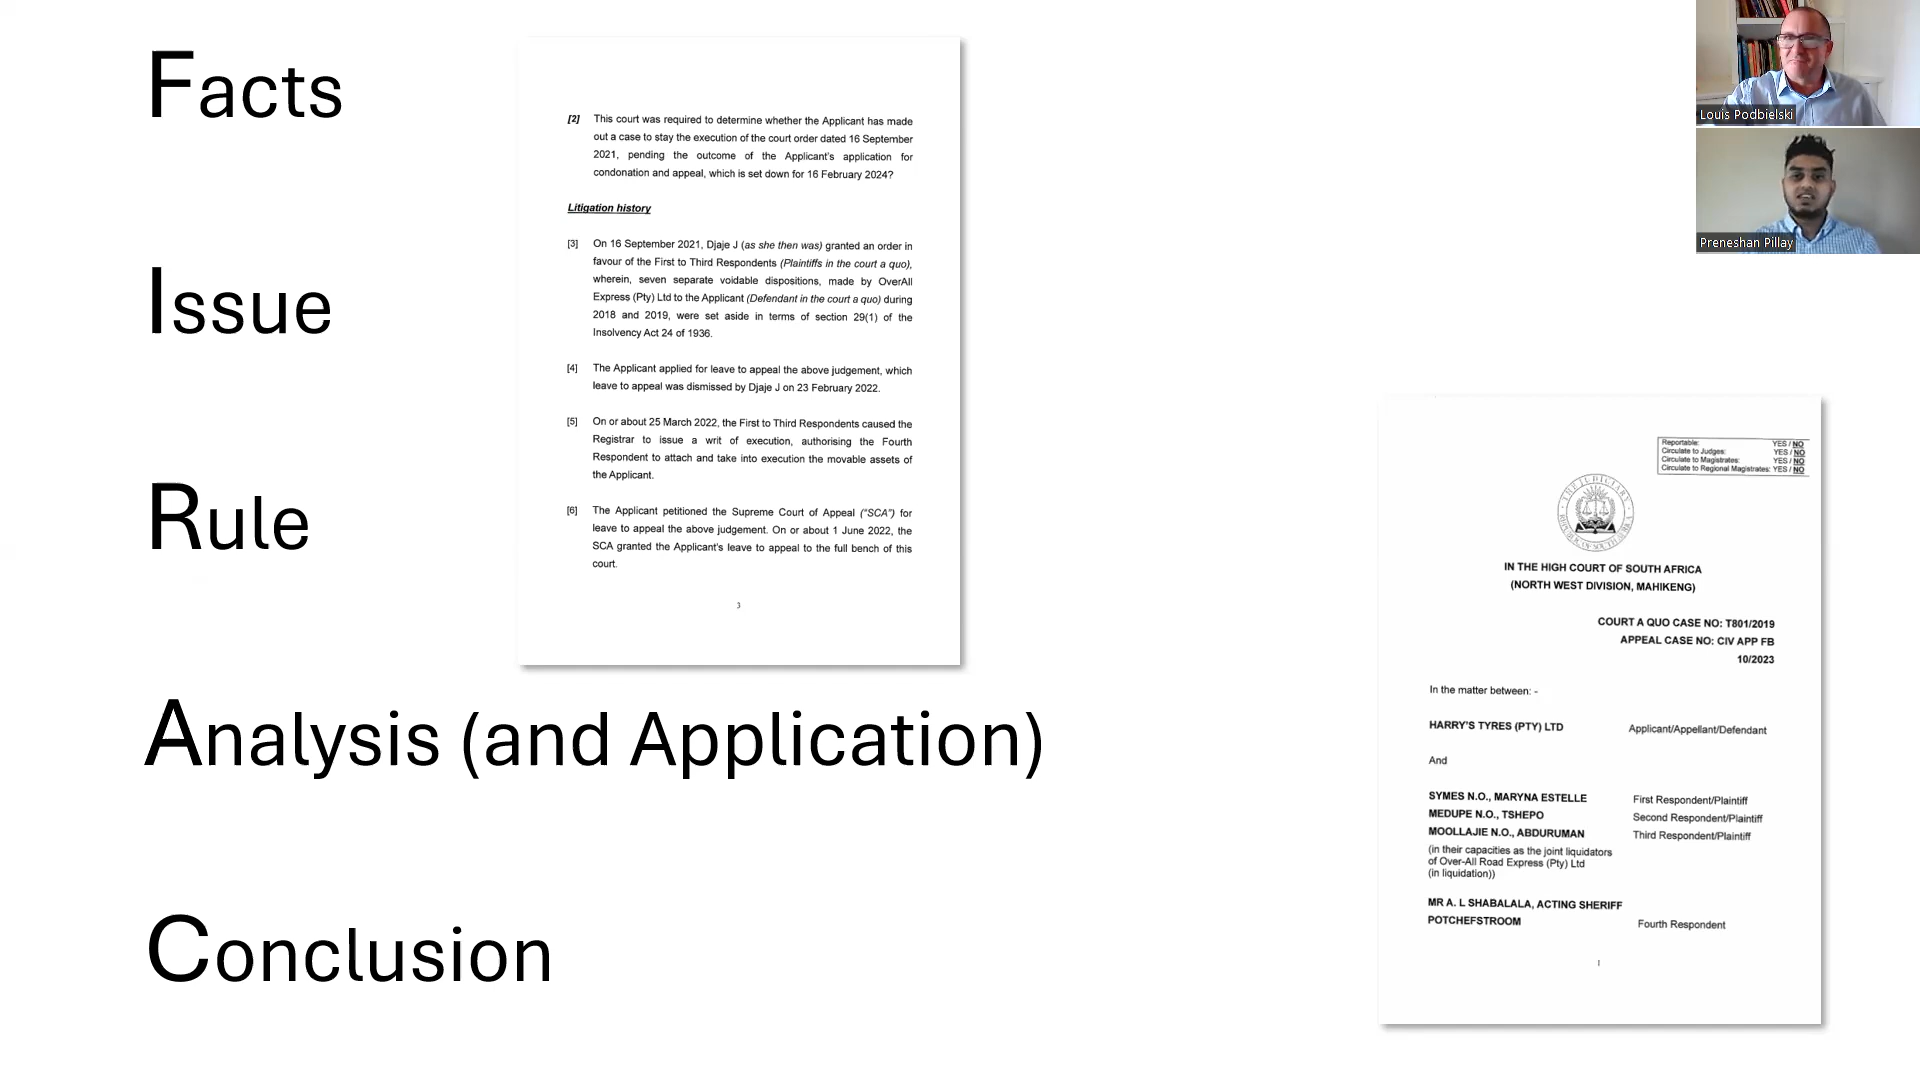 Facts
Issue
Rule
Analysis (and Application)
Conclusion
[2] This court was required to determine whether the Applicant has made
out a case to stay the execution of the court order dated 16 September
2021, pending the outcome of the Applicant's application for
condonation and appeal, which is set down for 16 February 2024?
Litigation history
[3] On 16 September 2021, Djaje J (as she then was) granted an order in
favour of the First to Third Respondents (Plaintiffs in the court a quo),
wherein, seven separate voidable dispositions, made by OverAll
Express (Pty) Ltd to the Applicant (Defendant in the court a quo) during
2018 and 2019, were set aside in terms of section 29(1) of the
Insolvency Act 24 of 1936.
[4] The Applicant applied for leave to appeal the above judgement, which
leave to appeal was dismissed by Djaje J on 23 February 2022.
[5] On or about 25 March 2022, the First to Third Respondents caused the
Registrar to issue a writ of execution, authorising the Fourth
Respondent to attach and take into execution the movable assets of
the Applicant.
[6] The Applicant petitioned the Supreme Court of Appeal ("SCA") for
leave to appeal the above judgement. On or about 1 June 2022, the
SCA granted the Applicant's leave to appeal to the full bench of this
court.
3
Louis Podbielski
Preneshan Pillay
Reportable: YES / NO
Circulate to Judges: YES / NO
Circulate to Magistrates: YES / NO
Circulate to Regional Magistrates: YES / NO
THE JUDICIARY
REPUBLIC OF SOUTH AFRICA
IN THE HIGH COURT OF SOUTH AFRICA
(NORTH WEST DIVISION, MAHIKENG)
COURT A QUO CASE NO: T801/2019
APPEAL CASE NO: CIV APP FB
10/2023
In the matter between: -
HARRY'S TYRES (PTY) LTD Applicant/Appellant/Defendant
And
SYMES N.O., MARYNA ESTELLE First Respondent/Plaintiff
MEDUPE N.O., TSHEPO Second Respondent/Plaintiff
MOOLLAJIE N.O., ABDURUMAN Third Respondent/Plaintiff
(in their capacities as the joint liquidators
of Over-All Road Express (Pty) Ltd
(in liquidation))
MR A. L SHABALALA, ACTING SHERIFF
POTCHEFSTROOM Fourth Respondent
1